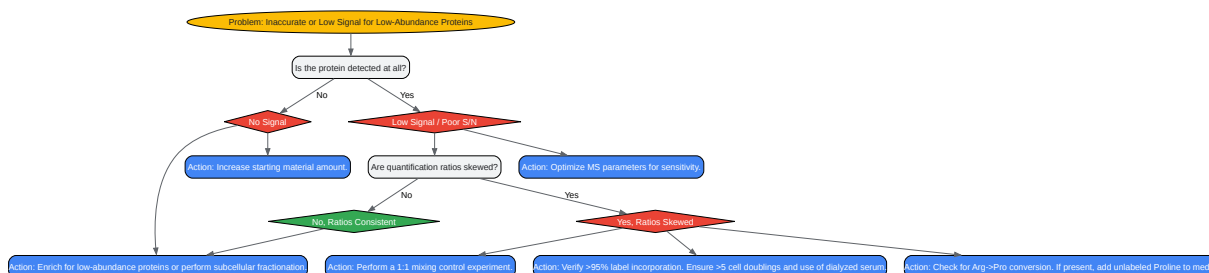 Problem: Inaccurate or Low Signal for Low-Abundance Proteins
Is the protein detected at all?
No
Yes
No Signal
Low Signal / Poor S/N
Action: Increase starting material amount.
Are quantification ratios skewed?
Action: Optimize MS parameters for sensitivity.
No
Yes
No, Ratios Consistent
Yes, Ratios Skewed
Action: Enrich for low-abundance proteins or perform subcellular fractionation.
Action: Perform a 1:1 mixing control experiment.
Action: Verify >95% label incorporation. Ensure >5 cell doublings and use of dialyzed serum.
Action: Check for Arg->Pro conversion. If present, add unlabeled Proline to